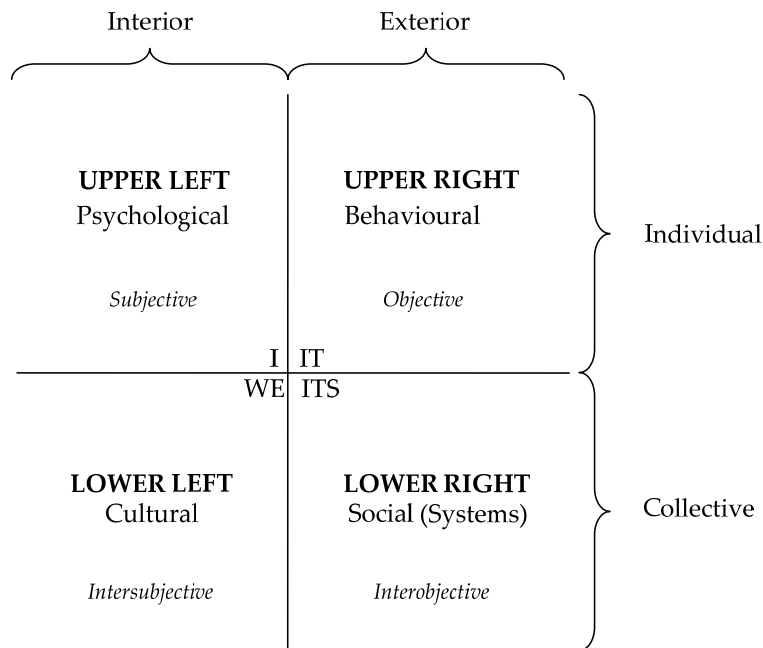 Interior
Exterior
UPPER LEFT
Psychological
Subjective
UPPER RIGHT
Behavioural
Objective
Individual
I
IT
WE
ITS
LOWER LEFT
Cultural
Intersubjective
LOWER RIGHT
Social (Systems)
Interobjective
Collective